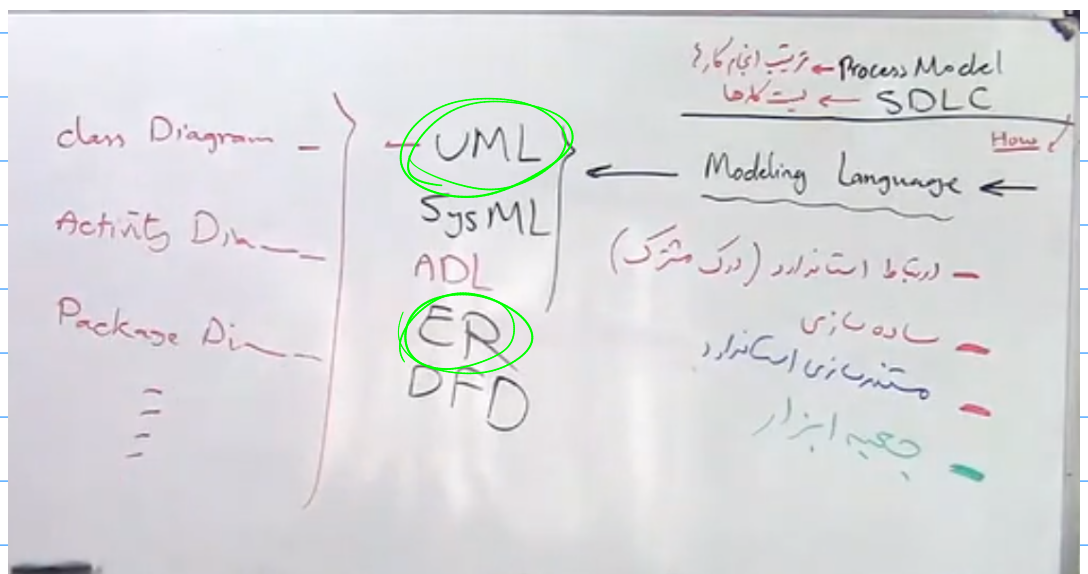 Process Model ← ترتیب انجام کارها
SDLC ← لیست کارها
How
Modeling Language
- ارتباط استاندارد (درک مشترک)
- ساده سازی
- مستندسازی استاندارد
- جعبه ابزار
UML
SysML
ADL
ER
DFD
class Diagram -
Activity Dia
Package Di